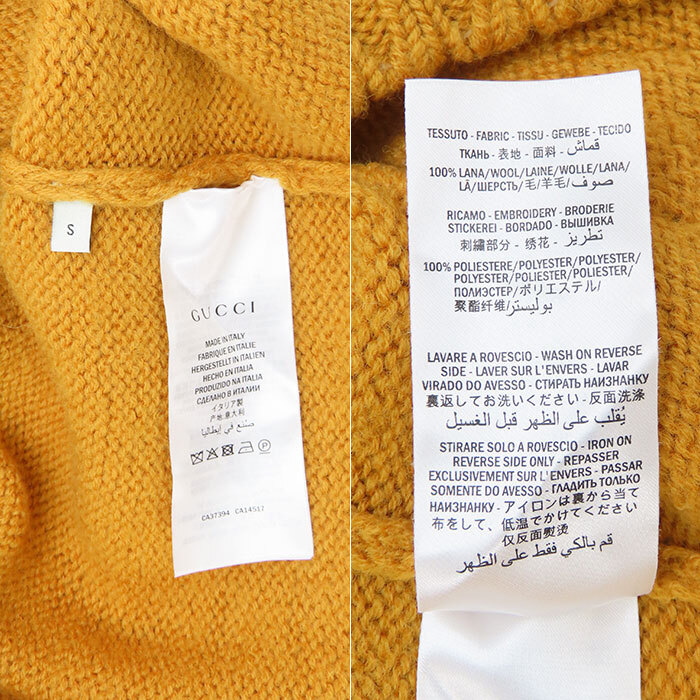 S
GUCCI
MADE IN ITALY
FABRIQUÉ EN ITALIE
HERGESTELLT IN ITALIEN
HECHO EN ITALIA
PRODUZIDO NA ITALIA
СДЕЛАНО В ИТАЛИИ
イタリア製
产地:意大利
صنع في إيطاليا
CA37394 CA14517
TESSUTO - FABRIC - TISSU - GEWEBE - TECIDO
ТКАНЬ - 表地 - 面料 - قماش
100% LANA/WOOL/LAINE/WOLLE/LANA/
LÃ/ШЕРСТЬ/毛/羊毛/صوف
RICAMO - EMBROIDERY - BRODERIE
STICKEREI - BORDADO - ВЫШИВКА
刺繍部分 - 绣花 - تطريز
100% POLIESTERE/POLYESTER/POLYESTER/
POLYESTER/POLIESTER/POLIESTER/
ПОЛИЭСТЕР/ポリエステル/
聚酯纤维/بوليستر
LAVARE A ROVESCIO - WASH ON REVERSE
SIDE - LAVER SUR L'ENVERS - LAVAR
VIRADO DO AVESSO - СТИРАТЬ НАИЗНАНКУ
裏返してお洗いください - 反面洗涤
يُقلب على الظهر قبل الغسيل
STIRARE SOLO A ROVESCIO - IRON ON
REVERSE SIDE ONLY - REPASSER
EXCLUSIVEMENT SUR L'ENVERS - PASSAR
SOMENTE DO AVESSO - ГЛАДИТЬ ТОЛЬКО
НАИЗНАНКУ - アイロンは裏から当て
布をして、低温でかけてください
仅反面熨烫
قم بالكي فقط على الظهر